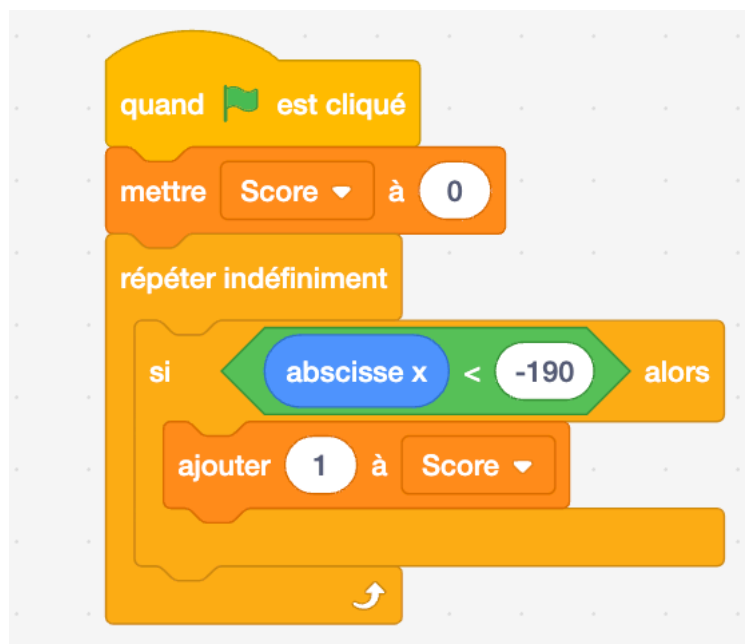 quand est cliqué
mettre Score à 0
répéter indéfiniment
si abscisse x < -190 alors
ajouter 1 à Score